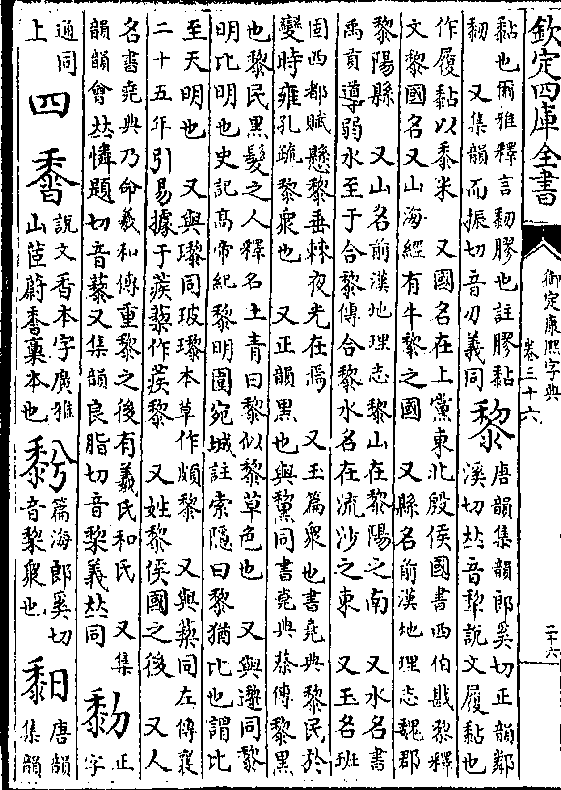 欽定四庫全書
御定康熙字典
卷三十六
二十六
黏也爾雅釋言䵑膠也註膠黏
䵑 又集韻而振切音刃義同
黎
唐韻集韻郎奚切正韻鄰
溪切𠀤音犂說文履黏也
作履黏以黍米 又國名在上黨東北殷侯國書西伯戡黎釋
文黎國名又山海經有牛黎之國 又縣名前漢地理志魏郡
黎陽縣 又山名前漢地理志黎山在黎陽之南 又水名書
禹貢導弱水至于合黎傳合黎水名在流沙之東 又玉名班
固西都賦懸黎垂棘夜光在焉 又玉篇衆也書堯典黎民於
變時雍孔疏黎衆也 又正韻黑也與黧同書堯典蔡傳黎黑
也黎民黑髮之人釋名土青曰黎似黎草色也 又與邌同黎
明比明也史記高帝紀黎明圍宛城註索隱曰黎猶比也謂比
至天明也 又與瓈同玻瓈本草作頗黎 又與藜同左傳襄
二十五年引易據于蒺藜作蒺黎 又姓黎侯國之後 又人
名書堯典乃命羲和傳重黎之後有羲氏和氏 又集
韻韻會𠀤憐題切音藜又集韻良脂切音棃義𠀤同
正
字
通同
上
四
說文香本字廣雅
山茝蔚香藁本也
篇海郎奚切
音黎衆也
䵒
唐韻
集韻